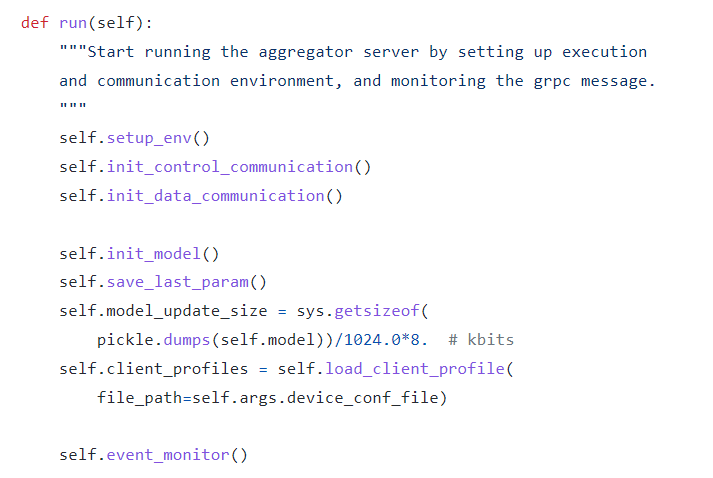 def run(self):
    """Start running the aggregator server by setting up execution
    and communication environment, and monitoring the grpc message.
    """
    self.setup_env()
    self.init_control_communication()
    self.init_data_communication()

    self.init_model()
    self.save_last_param()
    self.model_update_size = sys.getsizeof(
        pickle.dumps(self.model))/1024.0*8.  # kbits
    self.client_profiles = self.load_client_profile(
        file_path=self.args.device_conf_file)

    self.event_monitor()